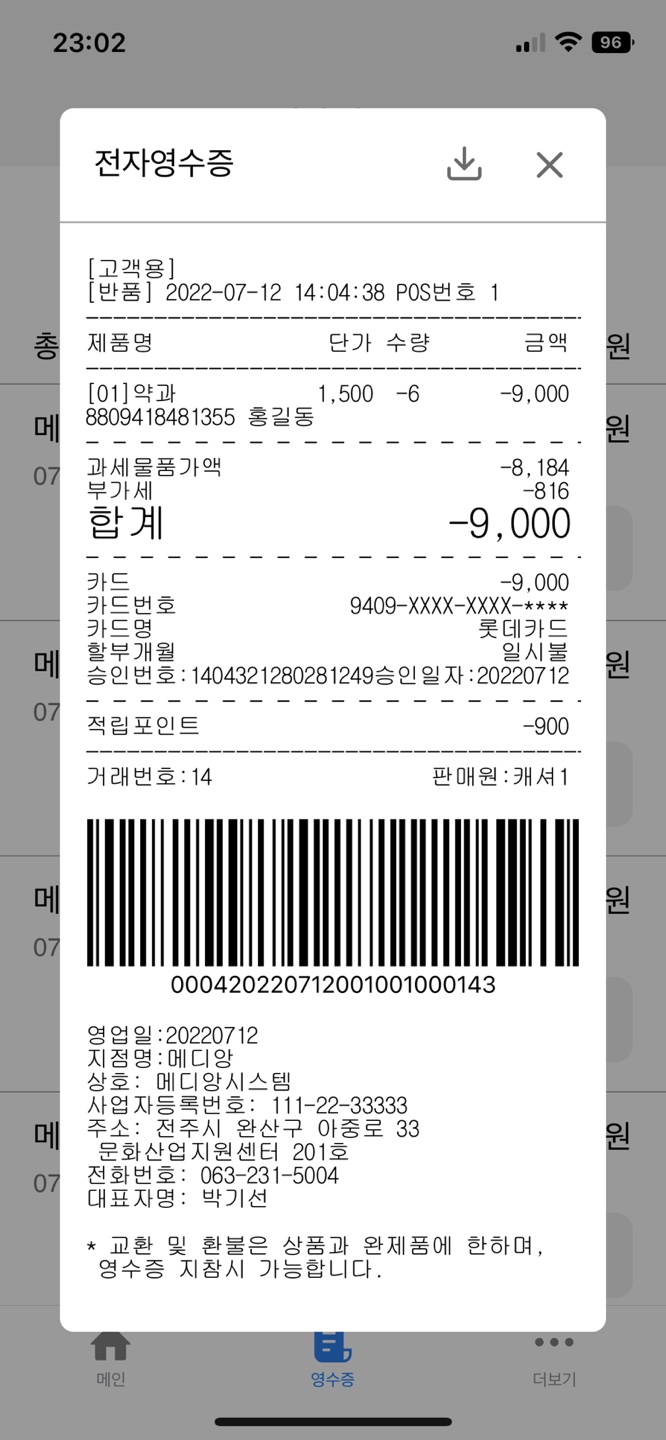 23:02
96
전자영수증
[고객용]
[반품] 2022-07-12 14:04:38 POS번호 1
제품명 단가 수량 금액
[01]약과 1,500 -6 -9,000
8809418481355 홍길동
과세물품가액 -8,184
부가세 -816
합계 -9,000
카드 -9,000
카드번호 9409-XXXX-XXXX-****
카드명 롯데카드
할부개월 일시불
승인번호:1404321280281249승인일자:20220712
적립포인트 -900
거래번호:14 판매원:캐셔1
000420220712001001000143
영업일:20220712
지점명:메디앙
상호: 메디앙시스템
사업자등록번호: 111-22-33333
주소: 전주시 완산구 아중로 33
문화산업지원센터 201호
전화번호: 063-231-5004
대표자명: 박기선
* 교환 및 환불은 상품과 완제품에 한하며,
영수증 지참시 가능합니다.
총 원
메 원
07
메 원
07
메 원
07
메 원
07
메인 영수증 더보기